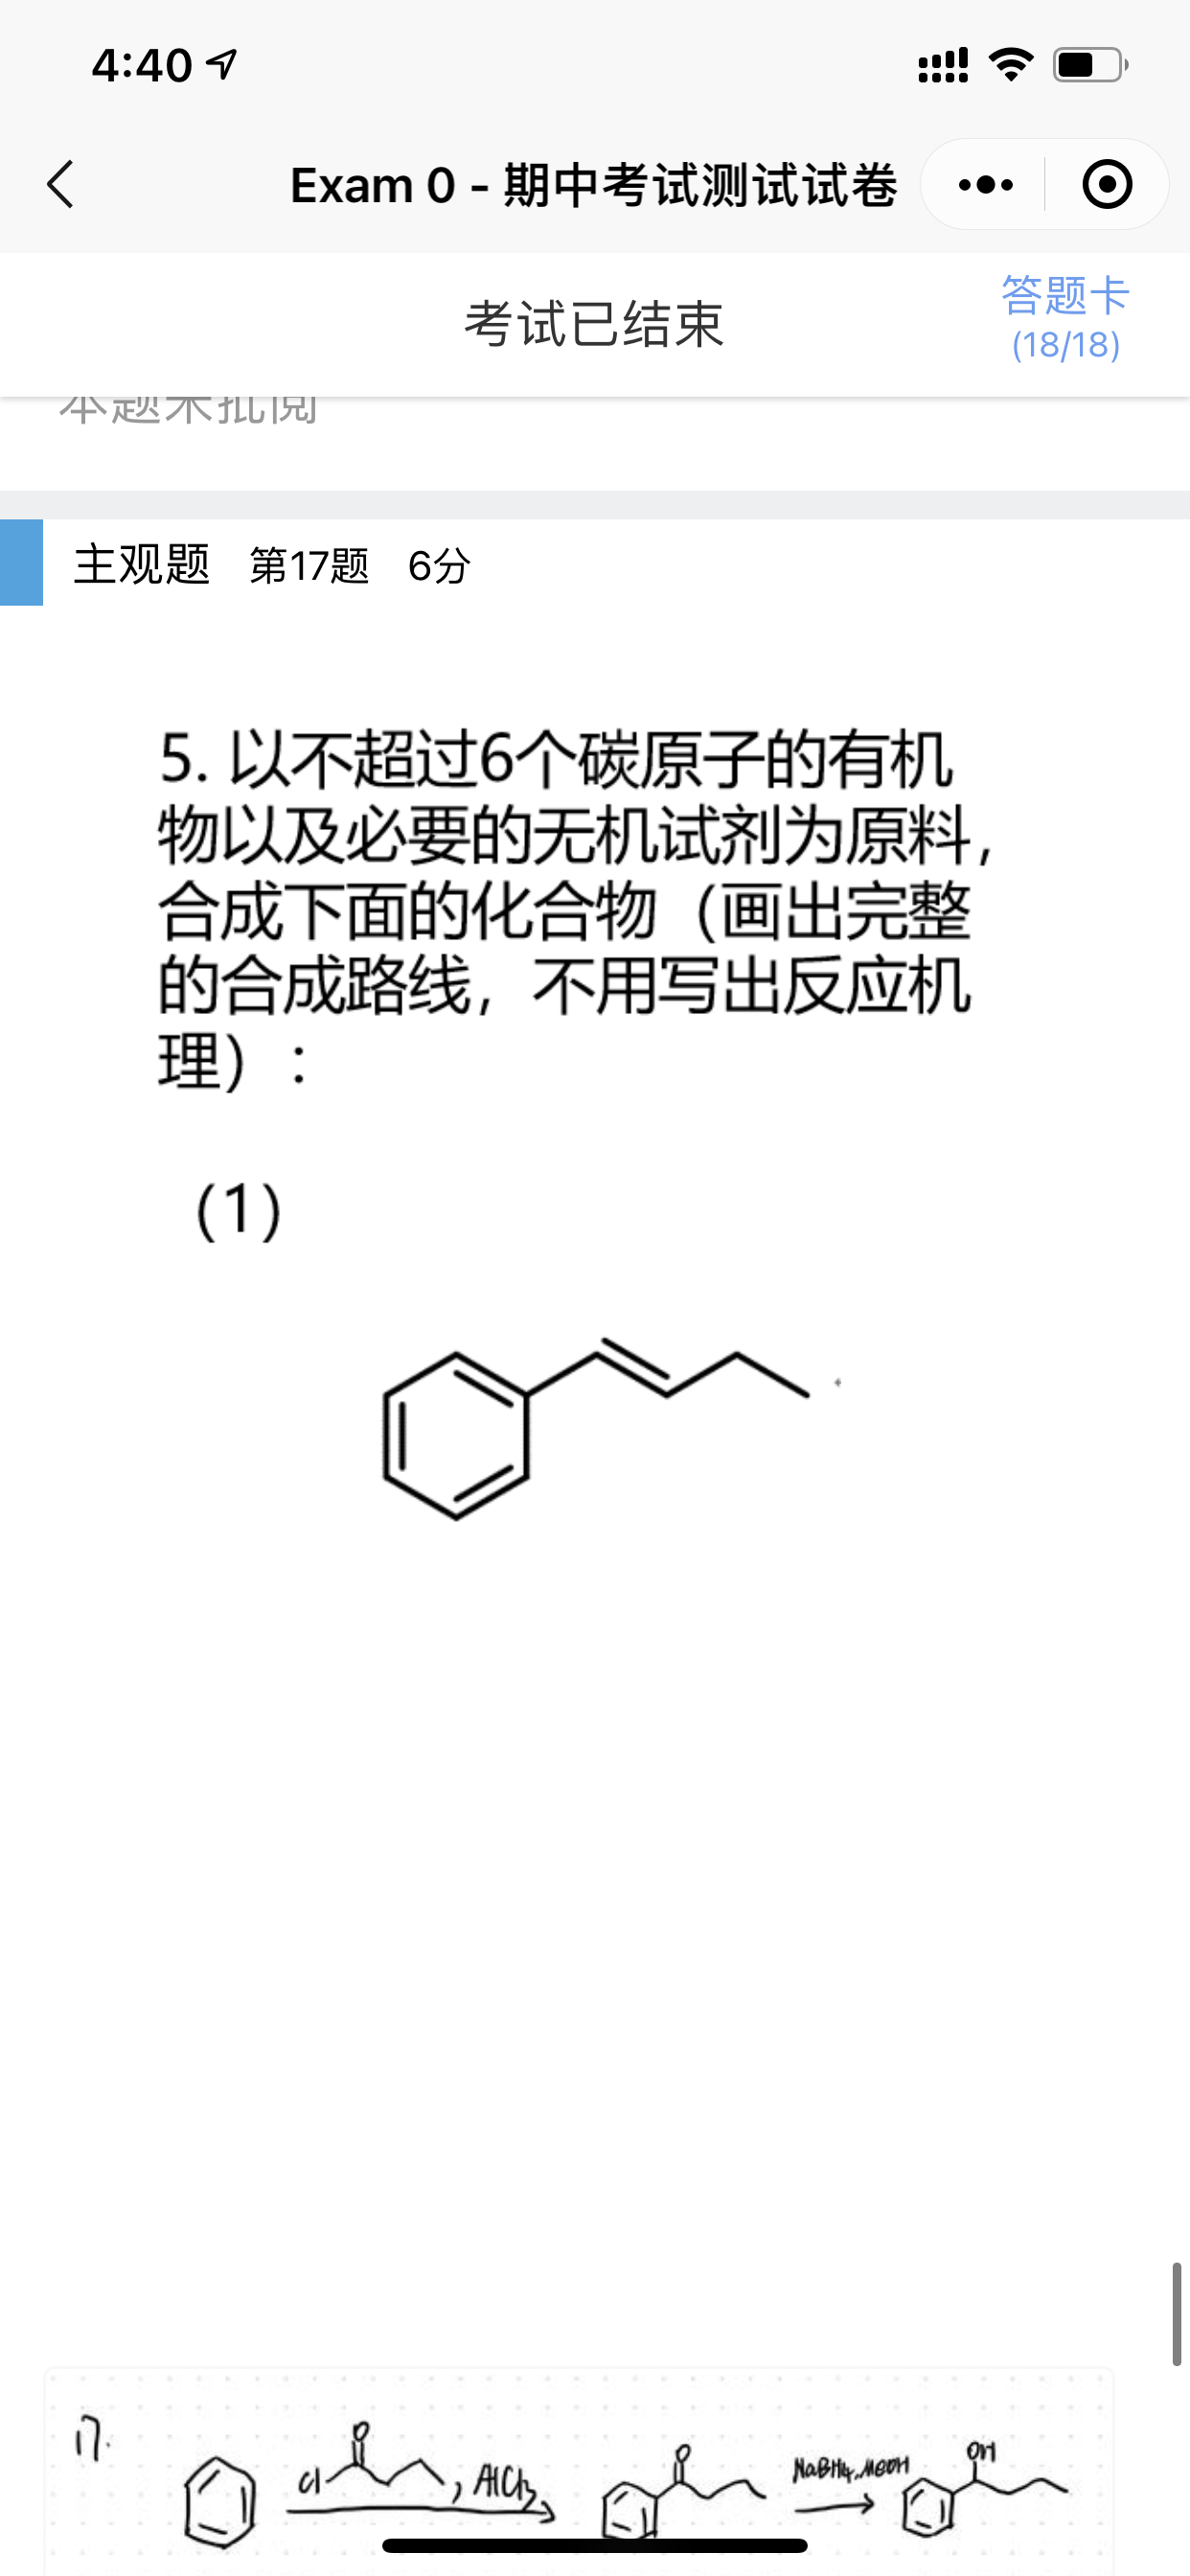 4:40
Exam 0 - 期中考试测试试卷
考试已结束
答题卡
(18/18)
本题未批阅
主观题 第17题 6分
5. 以不超过6个碳原子的有机
物以及必要的无机试剂为原料,
合成下面的化合物（画出完整
的合成路线，不用写出反应机
理）:
(1)
17.
O
Cl
, AlCl3
O
NaBH4, MeOH
OH